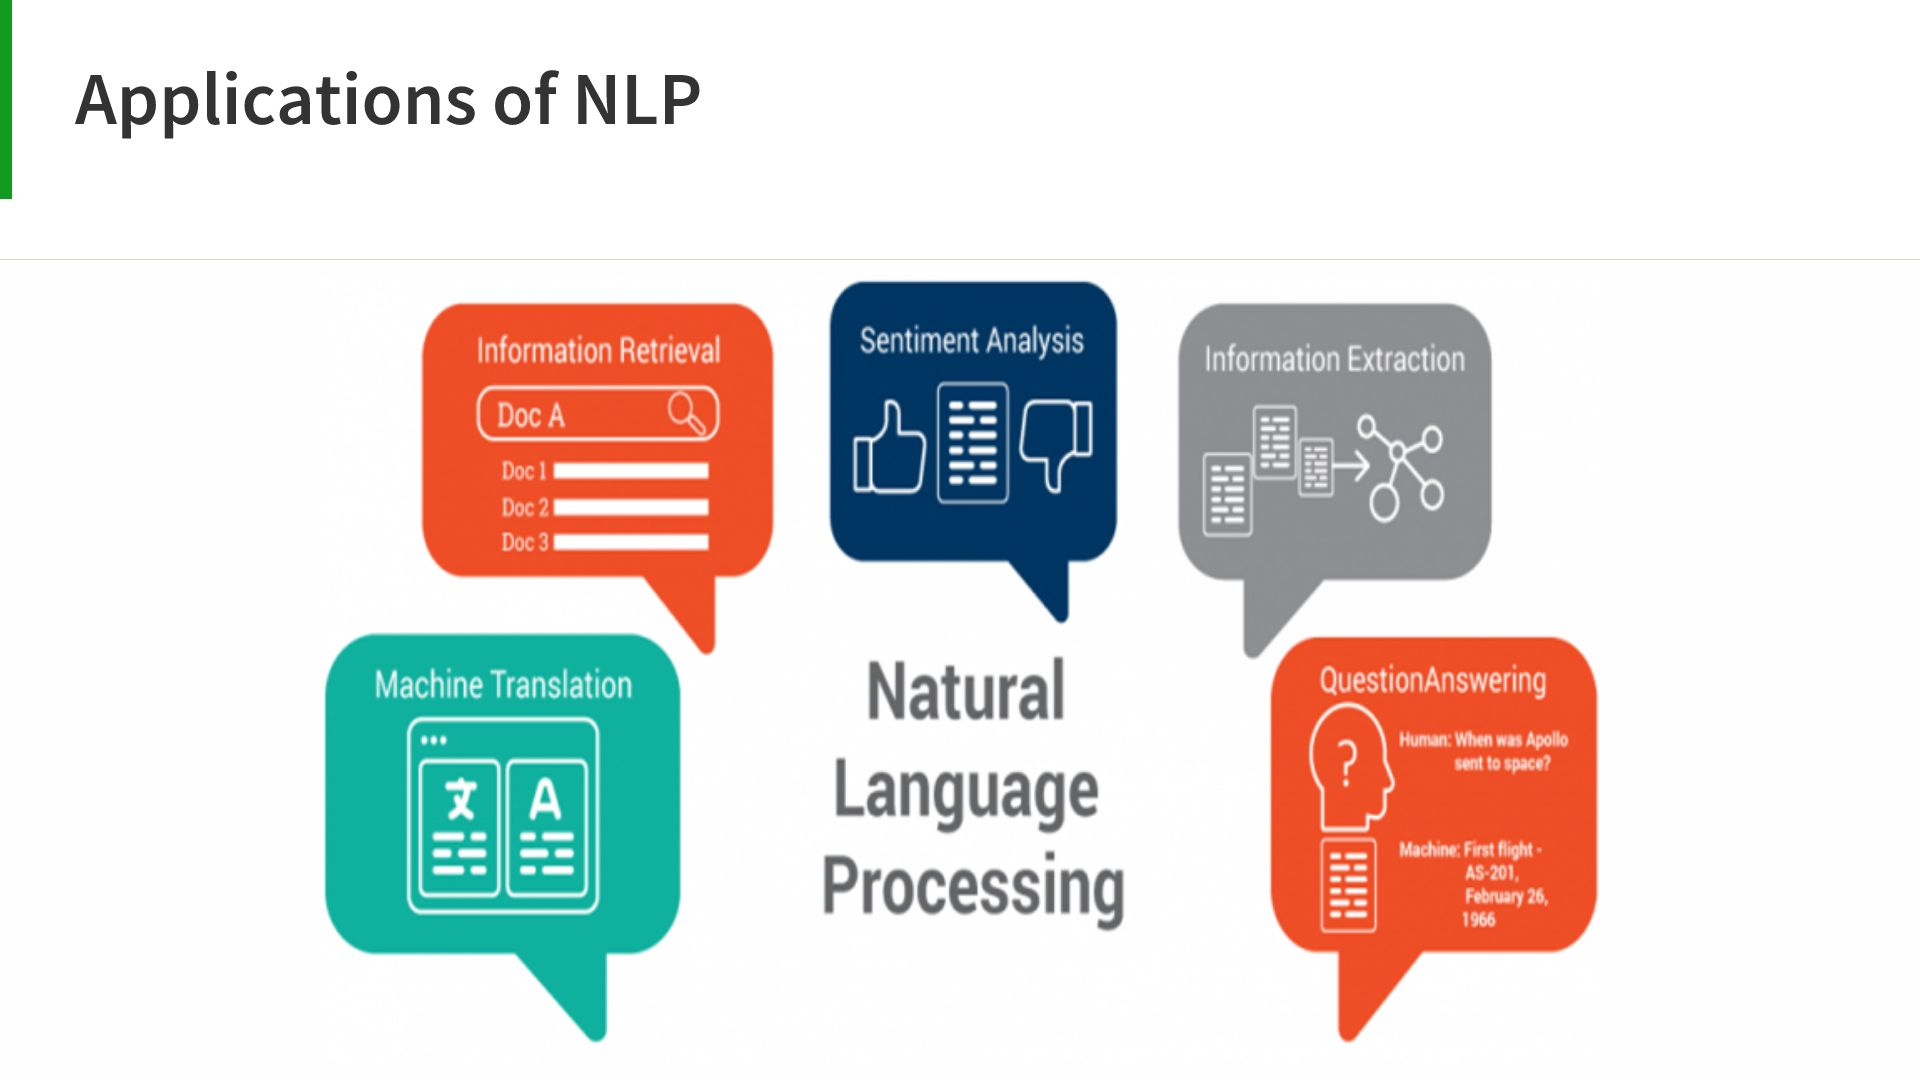 Applications of NLP
Information Retrieval
Doc A
Doc 1
Doc 2
Doc 3
Sentiment Analysis
Information Extraction
Machine Translation
文 A
Natural
Language
Processing
QuestionAnswering
?
Human: When was Apollo
sent to space?
Machine: First flight -
AS-201,
February 26,
1966